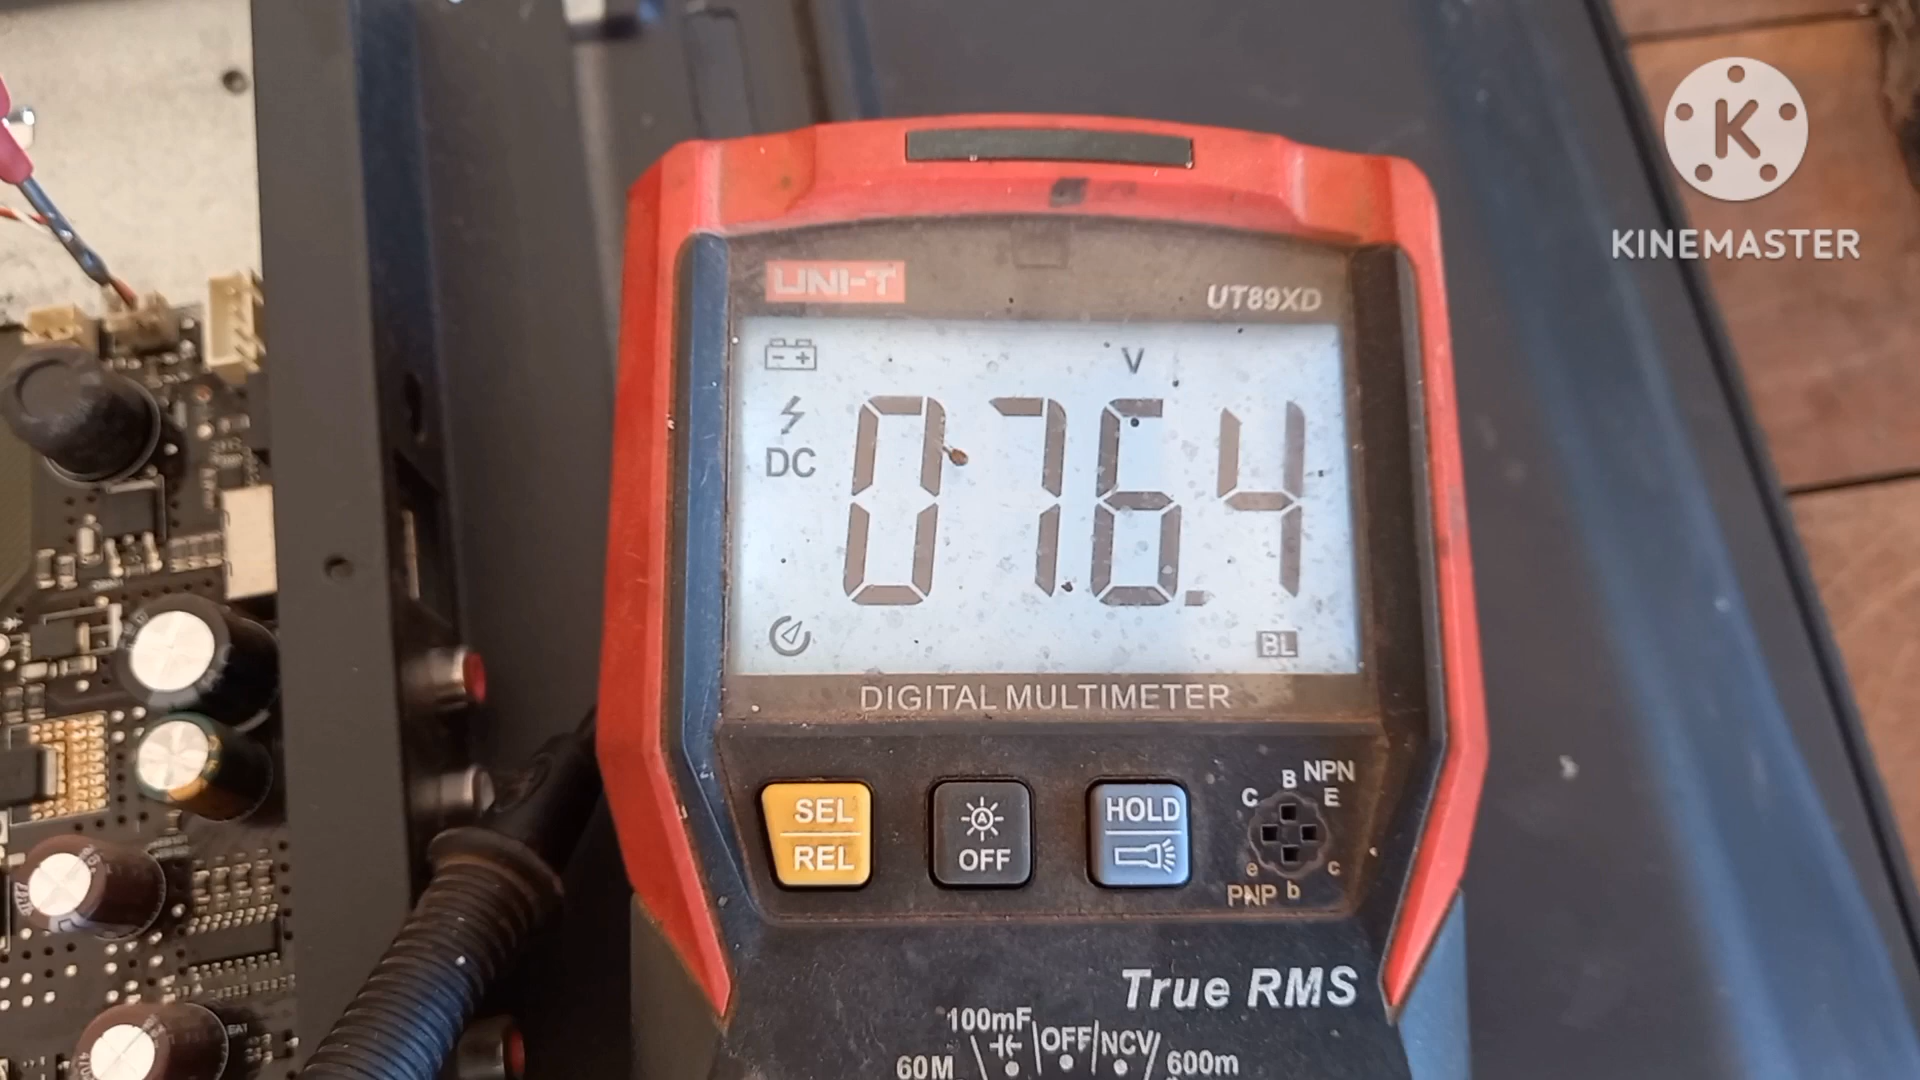 KINEMASTER
UNI-T
UT89XD
V
DC
076.4
BL
DIGITAL MULTIMETER
SEL
REL
OFF
HOLD
B NPN
C E
e c
PNP b
True RMS
100mF OFF NCV
60M 600m